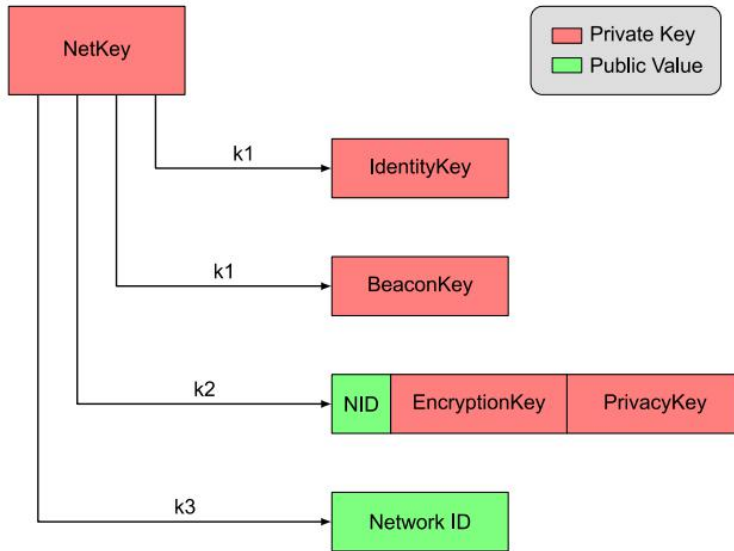 NetKey
Private Key
Public Value
k1
IdentityKey
k1
BeaconKey
k2
NID
EncryptionKey
PrivacyKey
k3
Network ID